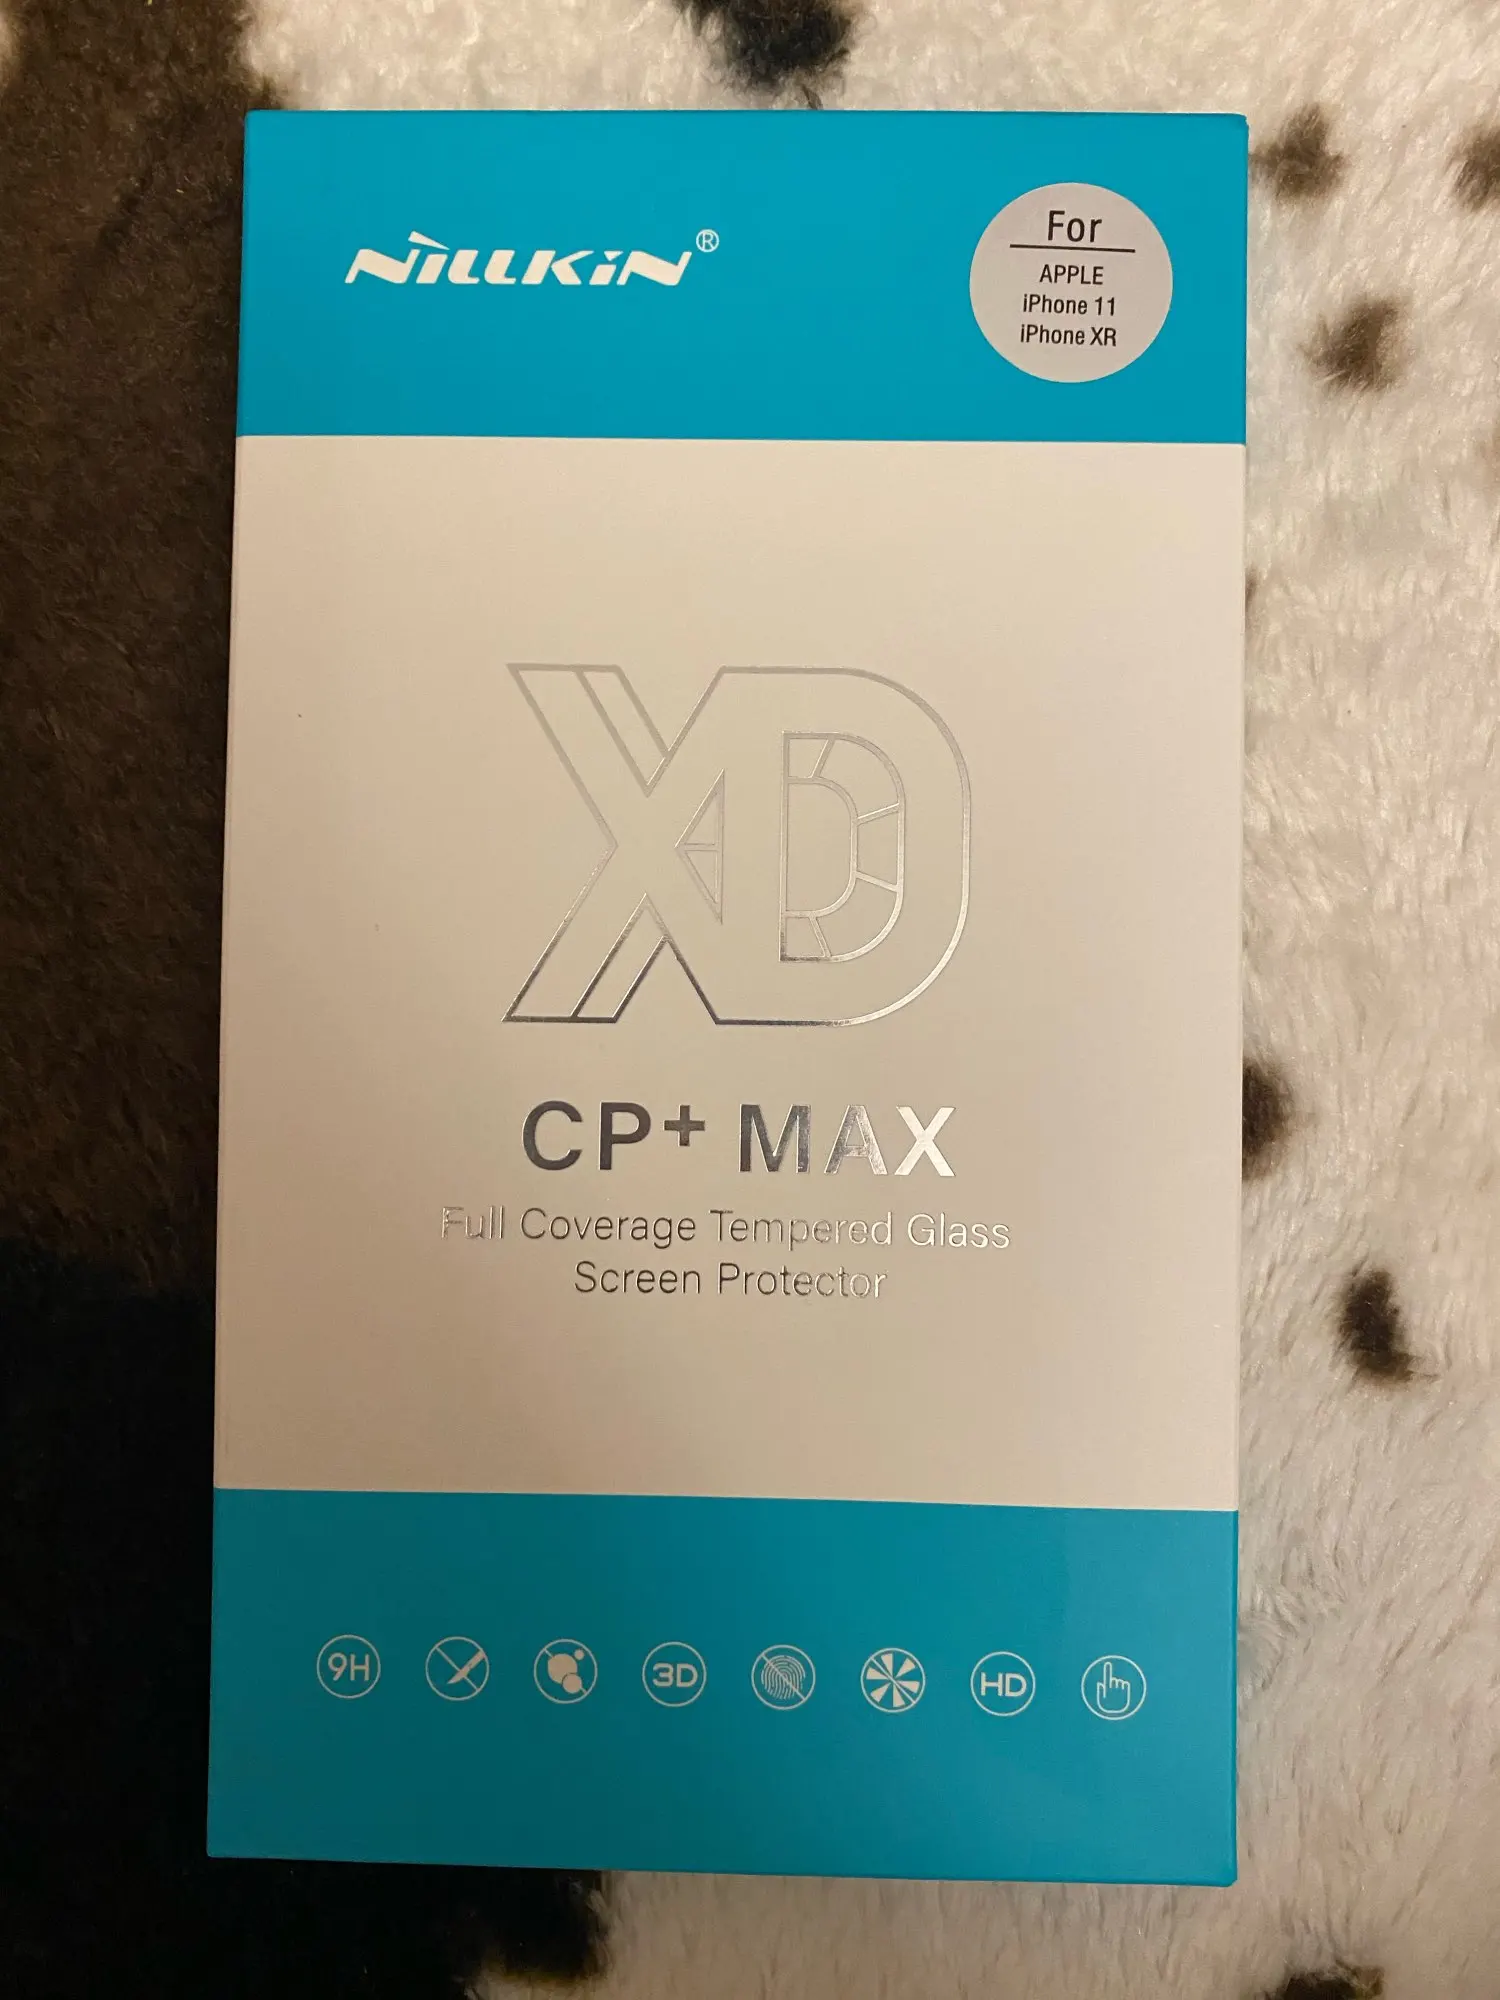 NILLKIN®
For
APPLE
iPhone 11
iPhone XR
XD
CP+ MAX
Full Coverage Tempered Glass
Screen Protector
9H
3D
HD